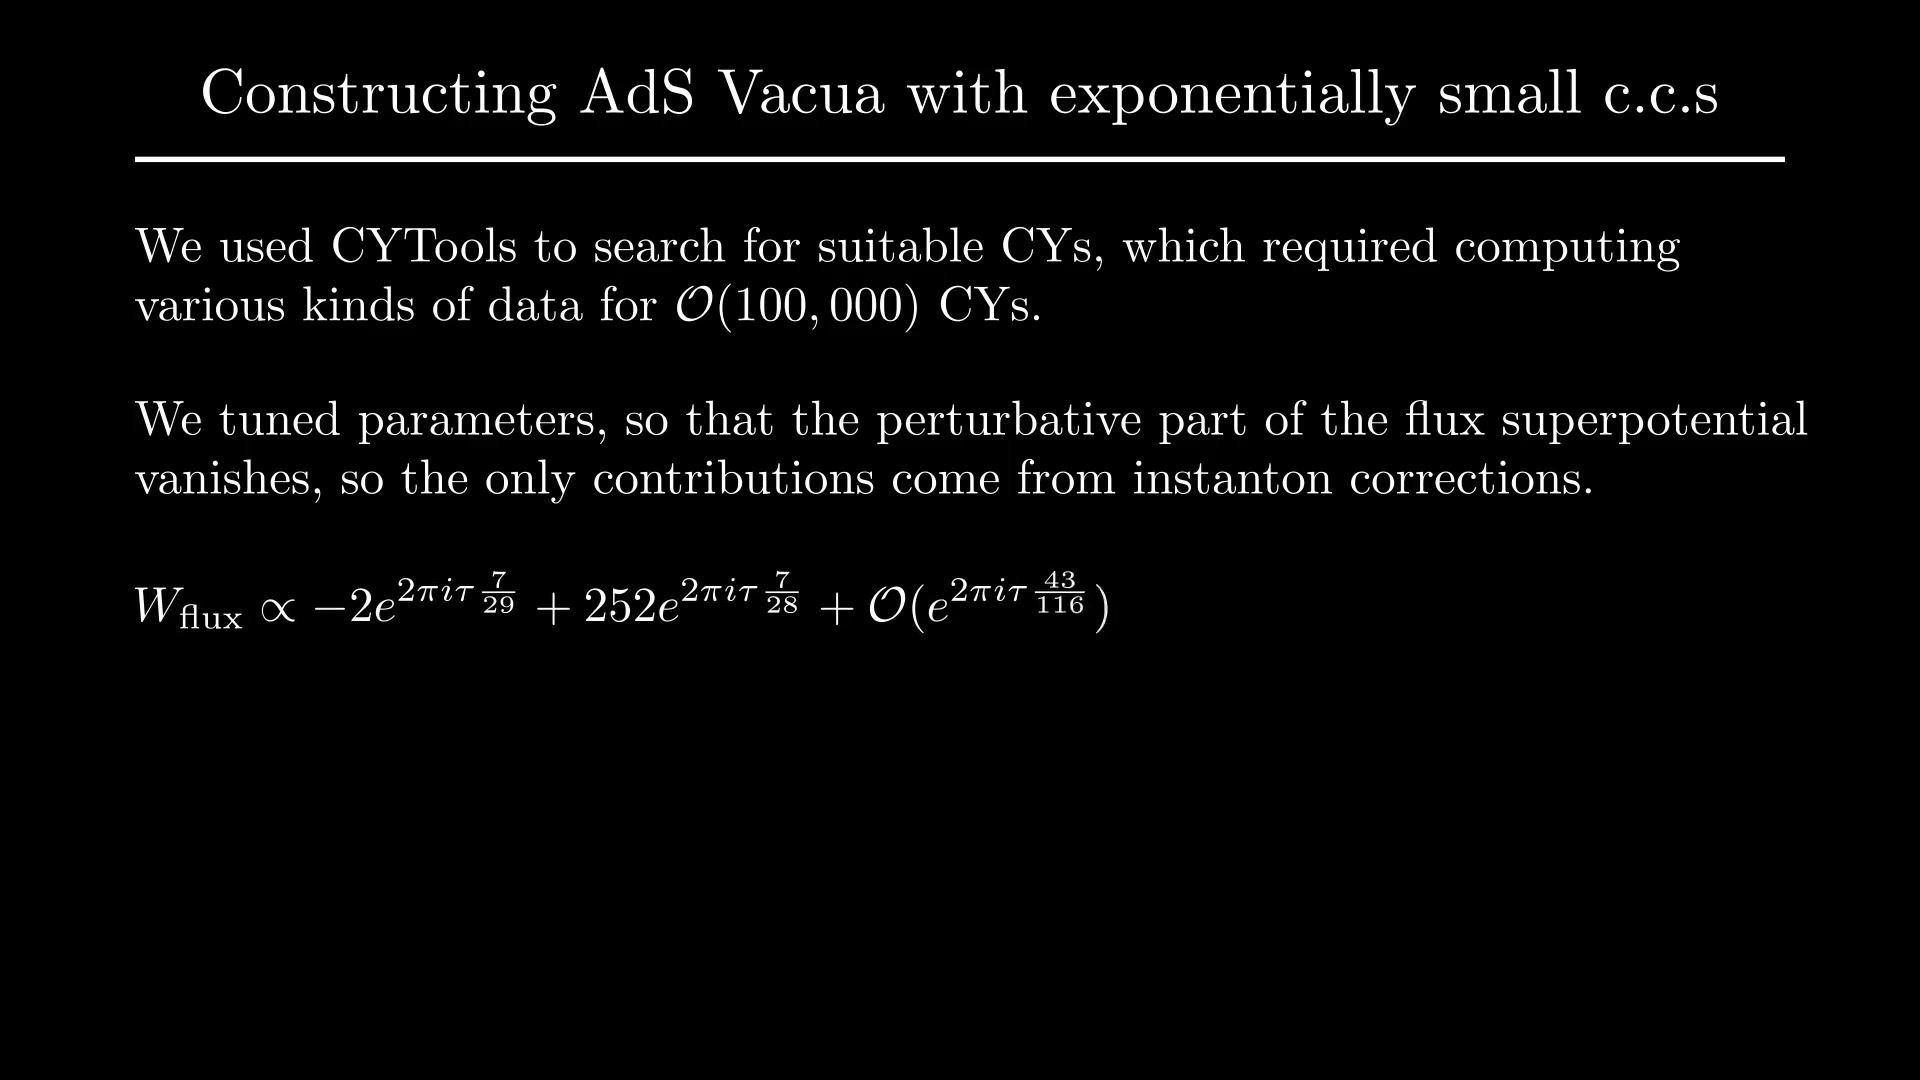 Constructing AdS Vacua with exponentially small c.c.s
We used CYTools to search for suitable CYs, which required computing
various kinds of data for $\mathcal{O}(100,000)$ CYs.
We tuned parameters, so that the perturbative part of the flux superpotential
vanishes, so the only contributions come from instanton corrections.
$W_{\text{flux}} \propto -2e^{2\pi i\tau\frac{7}{29}} + 252e^{2\pi i\tau\frac{7}{28}} + \mathcal{O}(e^{2\pi i\tau\frac{43}{116}})$